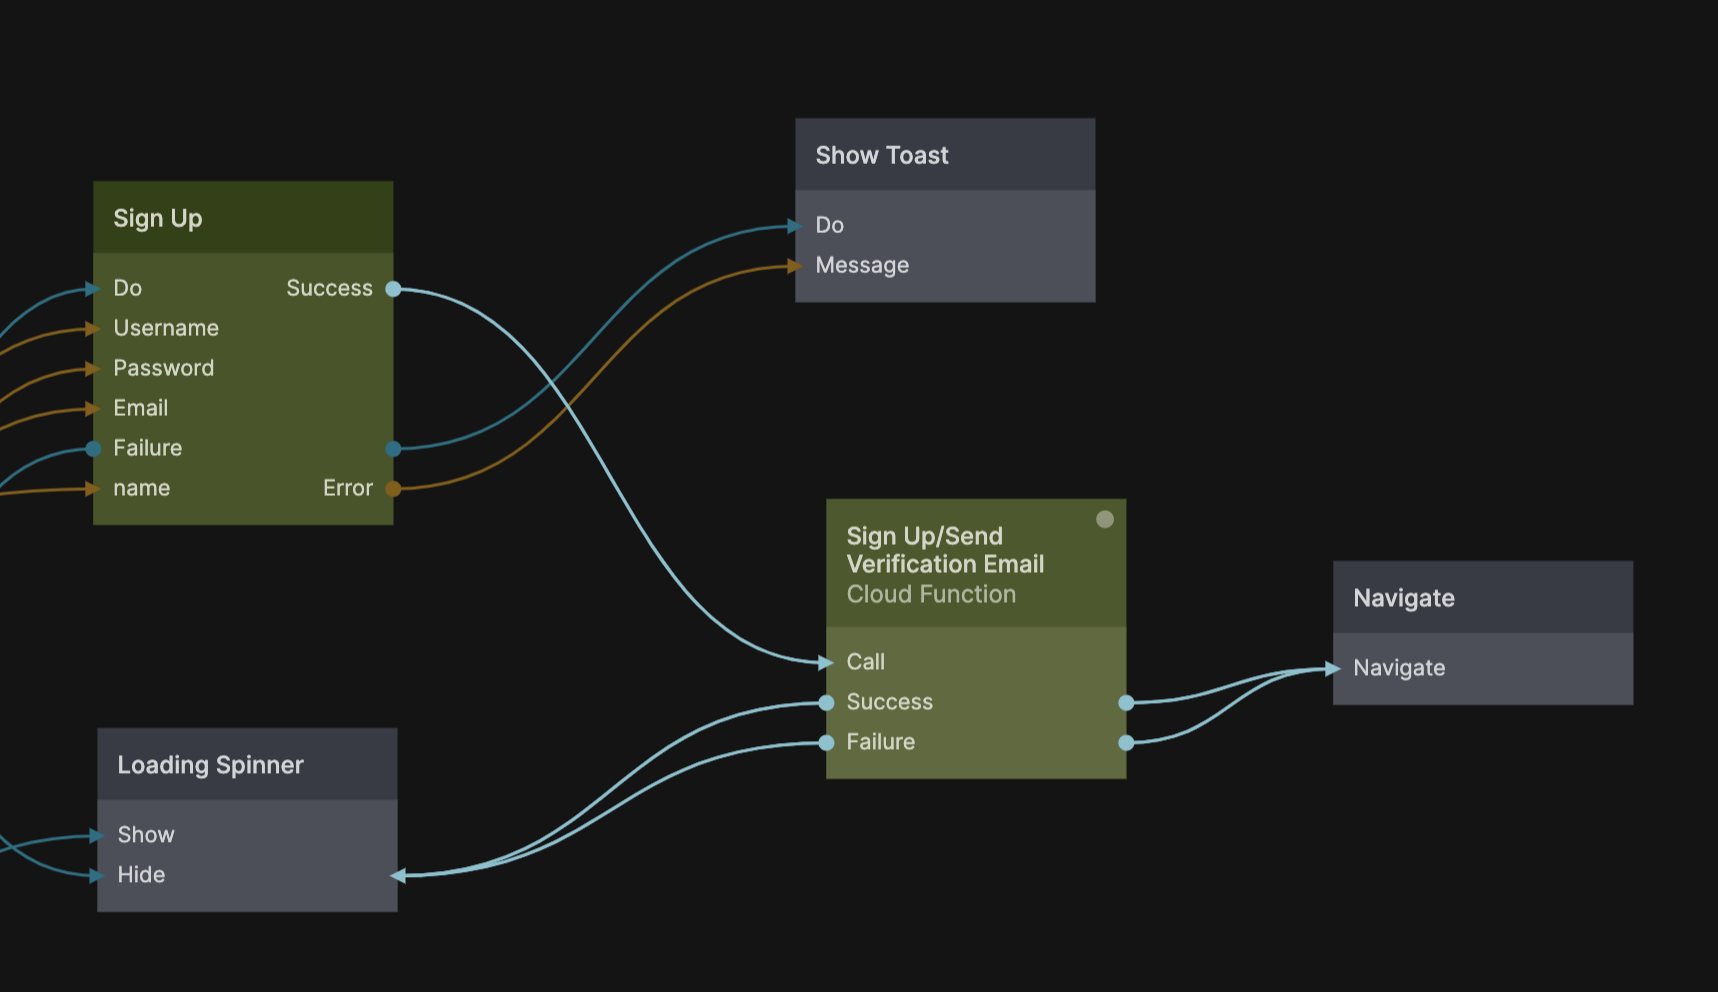 Show Toast
Do
Message
Sign Up
Do
Success
Username
Password
Email
Failure
name
Error
Sign Up/Send
Verification Email
Cloud Function
Call
Success
Failure
Navigate
Navigate
Loading Spinner
Show
Hide